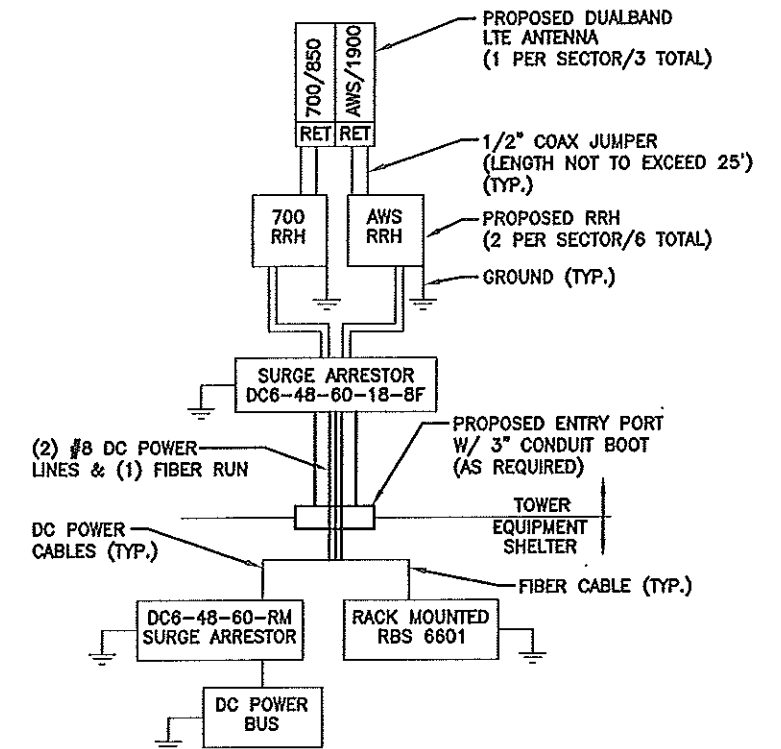 PROPOSED DUALBAND
LTE ANTENNA
(1 PER SECTOR/3 TOTAL)
700/850
AWS/1900
RET
RET
1/2" COAX JUMPER
(LENGTH NOT TO EXCEED 25')
(TYP.)
700
RRH
AWS
RRH
PROPOSED RRH
(2 PER SECTOR/6 TOTAL)
GROUND (TYP.)
SURGE ARRESTOR
DC6-48-60-18-8F
(2) #8 DC POWER
LINES & (1) FIBER RUN
PROPOSED ENTRY PORT
W/ 3" CONDUIT BOOT
(AS REQUIRED)
TOWER
EQUIPMENT
SHELTER
DC POWER
CABLES (TYP.)
FIBER CABLE (TYP.)
DC6-48-60-RM
SURGE ARRESTOR
RACK MOUNTED
RBS 6601
DC POWER
BUS